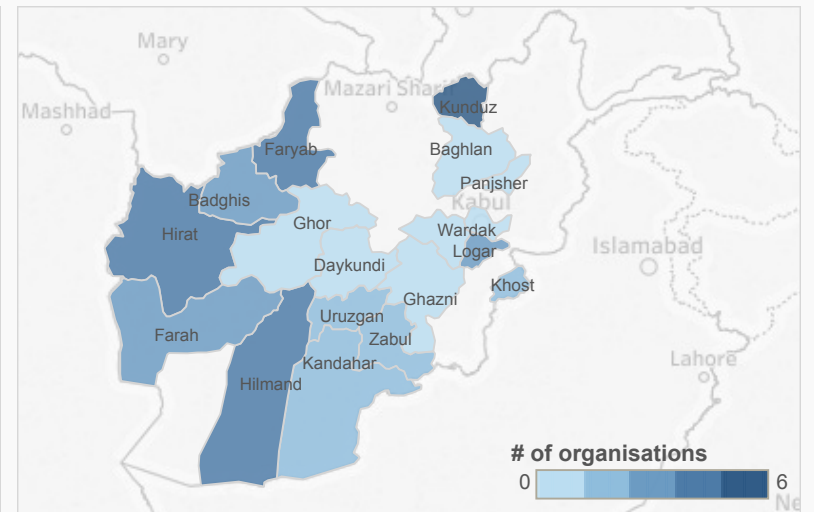 Mary
Mazari Sharif
Mashhad
Kunduz
Faryab
Baghlan
Panjsher
Badghis
Kabul
Ghor
Hirat
Wardak
Islamabad
Logar
Daykundi
Khost
Ghazni
Uruzgan
Farah
Zabul
Kandahar
Lahore
Hilmand
# of organisations
0
6
Ne